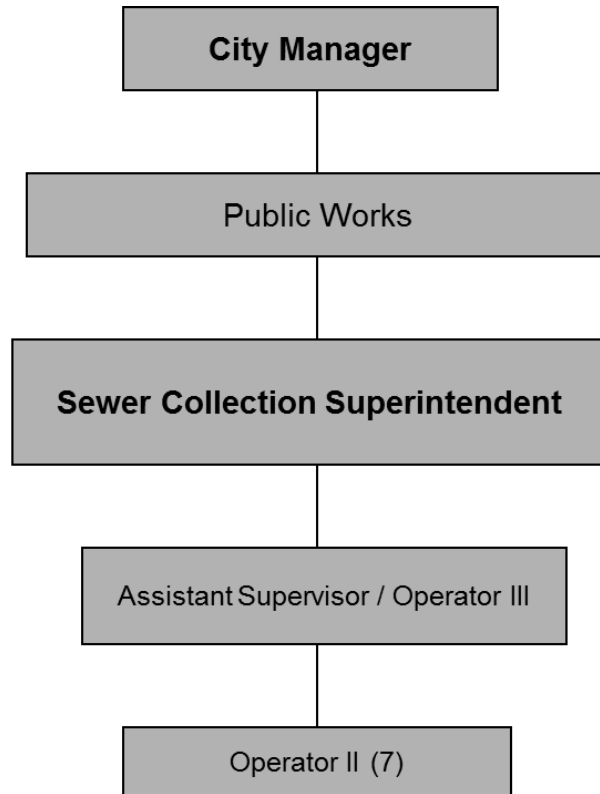 City Manager
Public Works
Sewer Collection Superintendent
Assistant Supervisor / Operator III
Operator II (7)